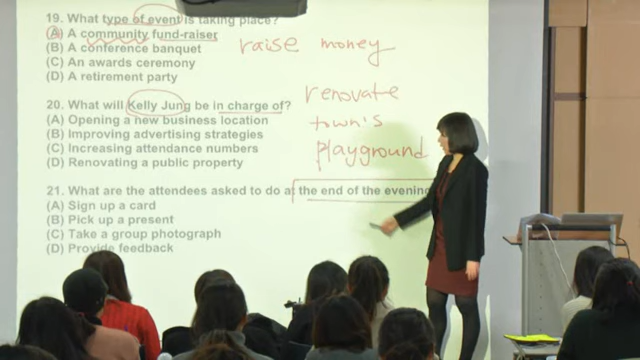 19. What type of event is taking place?
(A) A community fund-raiser
(B) A conference banquet
(C) An awards ceremony
(D) A retirement party
raise money
20. What will Kelly Jung be in charge of?
(A) Opening a new business location
(B) Improving advertising strategies
(C) Increasing attendance numbers
(D) Renovating a public property
renovate
town's
playground
21. What are the attendees asked to do at the end of the evening
(A) Sign up a card
(B) Pick up a present
(C) Take a group photograph
(D) Provide feedback